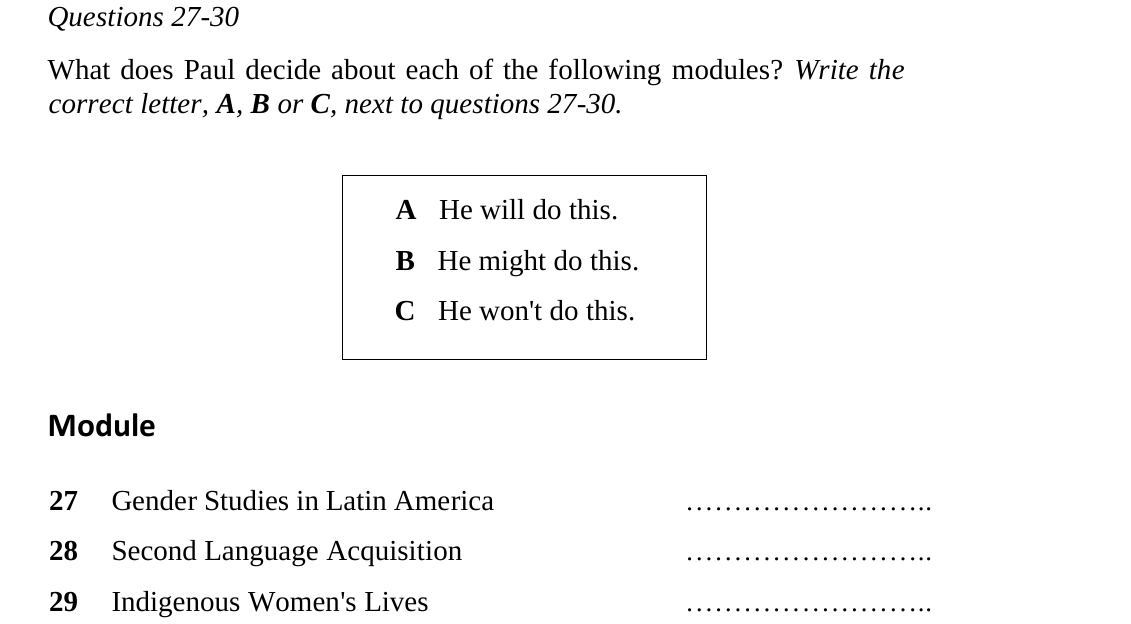 Questions 27-30
What does Paul decide about each of the following modules? Write the
correct letter, A, B or C, next to questions 27-30.
A He will do this.
B He might do this.
C He won't do this.
Module
27 Gender Studies in Latin America ……………………..
28 Second Language Acquisition ……………………..
29 Indigenous Women's Lives ……………………..